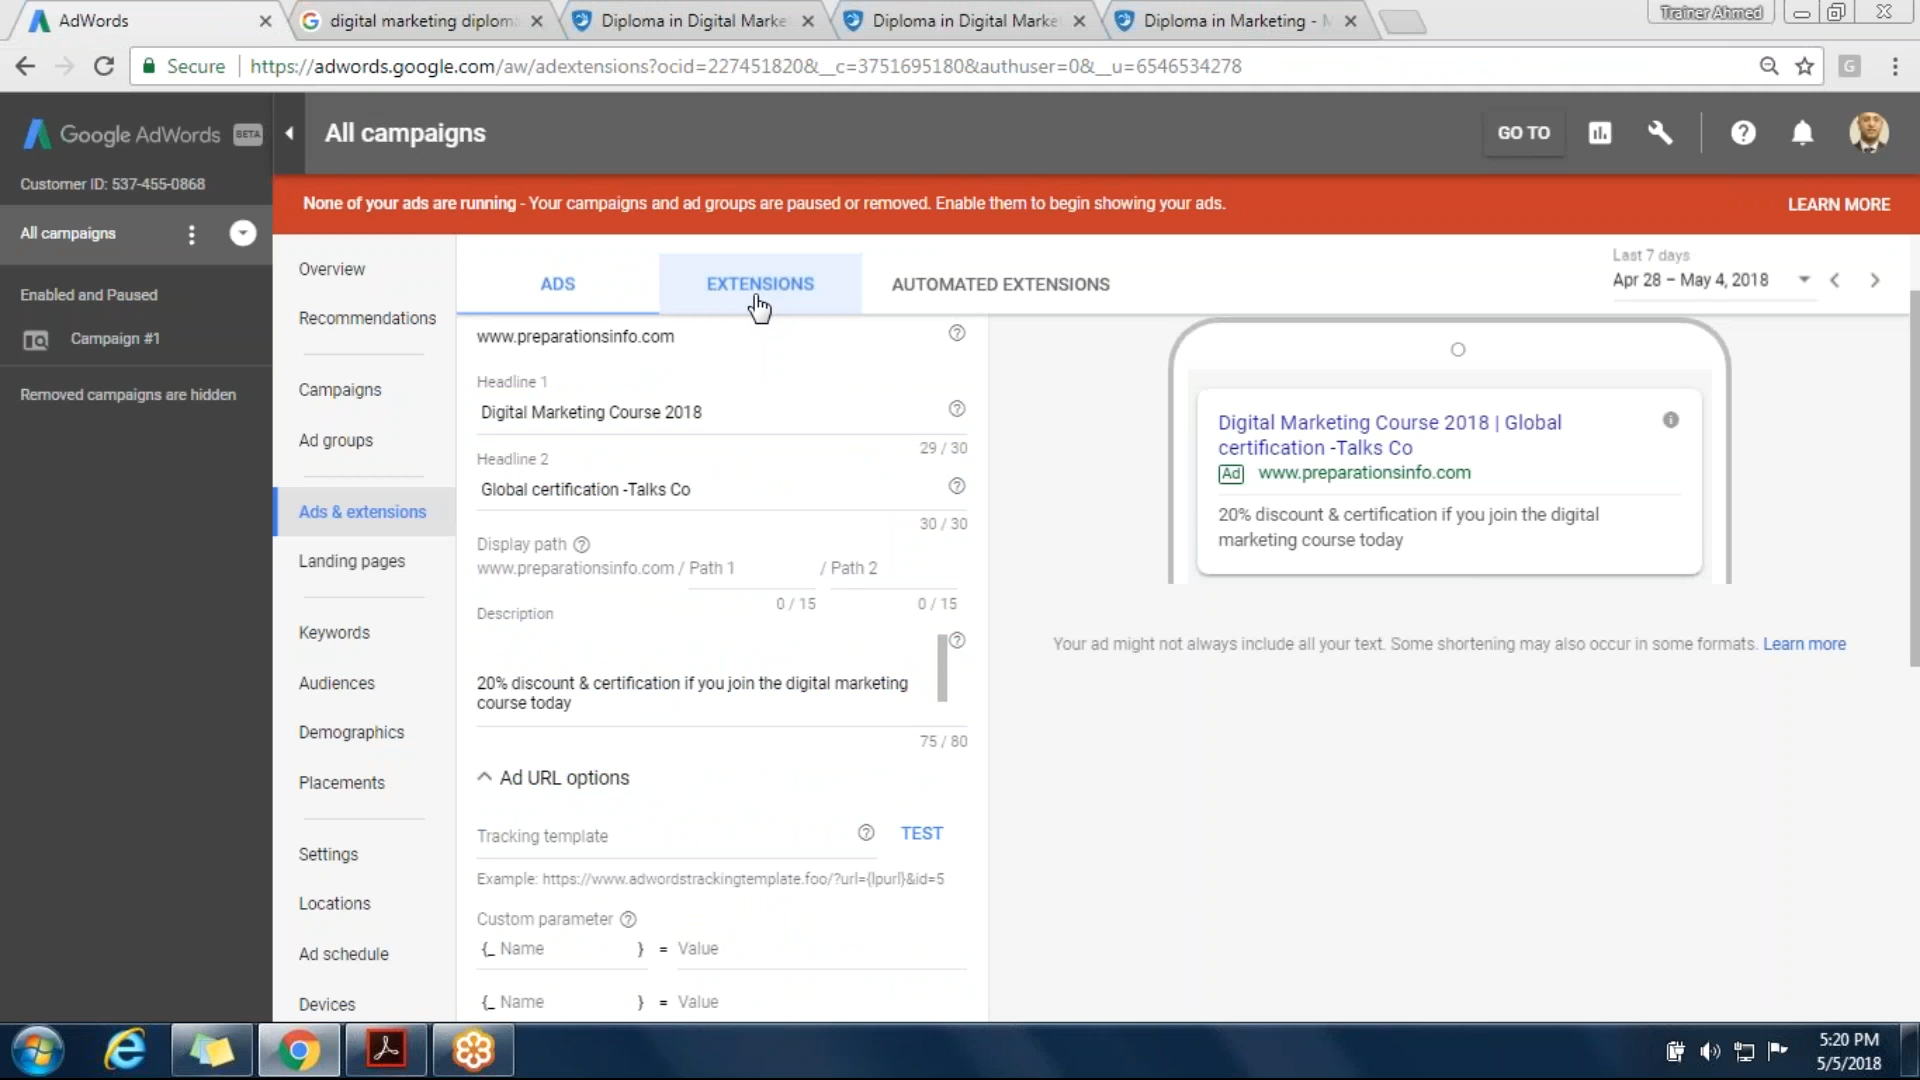 AdWords
digital marketing diplom
Diploma in Digital Marke
Diploma in Digital Marke
Diploma in Marketing - M
Trainer Ahmed
Secure
https://adwords.google.com/aw/adextensions?ocid=227451820&__c=3751695180&authuser=0&__u=6546534278
Google AdWords BETA
All campaigns
GO TO
Customer ID: 537-455-0868
None of your ads are running - Your campaigns and ad groups are paused or removed. Enable them to begin showing your ads.
LEARN MORE
All campaigns
Enabled and Paused
Campaign #1
Removed campaigns are hidden
Overview
Recommendations
Campaigns
Ad groups
Ads & extensions
Landing pages
Keywords
Audiences
Demographics
Placements
Settings
Locations
Ad schedule
Devices
ADS
EXTENSIONS
AUTOMATED EXTENSIONS
Last 7 days
Apr 28 – May 4, 2018
www.preparationsinfo.com
Headline 1
Digital Marketing Course 2018
29 / 30
Headline 2
Global certification -Talks Co
30 / 30
Display path
www.preparationsinfo.com / Path 1 / Path 2
0 / 15
0 / 15
Description
20% discount & certification if you join the digital marketing
course today
75 / 80
Ad URL options
Tracking template
TEST
Example: https://www.adwordstrackingtemplate.foo/?url={lpurl}&id=5
Custom parameter
{_ Name } = Value
{_ Name } = Value
Digital Marketing Course 2018 | Global
certification -Talks Co
Ad www.preparationsinfo.com
20% discount & certification if you join the digital
marketing course today
Your ad might not always include all your text. Some shortening may also occur in some formats. Learn more
5:20 PM
5/5/2018